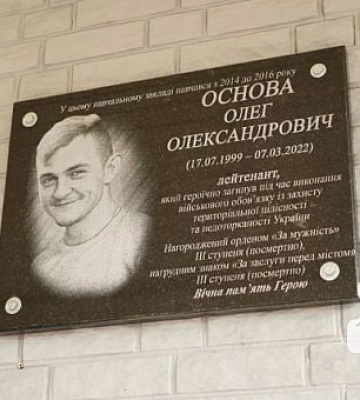 У цьому навчальному закладі навчався з 2014 до 2016 року
ОСНОВА
ОЛЕГ
ОЛЕКСАНДРОВИЧ
(17.07.1999 – 07.03.2022)
лейтенант,
який героїчно загинув під час виконання
військового обов'язку із захисту
територіальної цілісності
та недоторканості України
Нагороджений орденом «За мужність»
ІІІ ступеня (посмертно),
нагрудним знаком «За заслуги перед містом»
ІІІ ступеня (посмертно)
Вічна пам'ять Герою